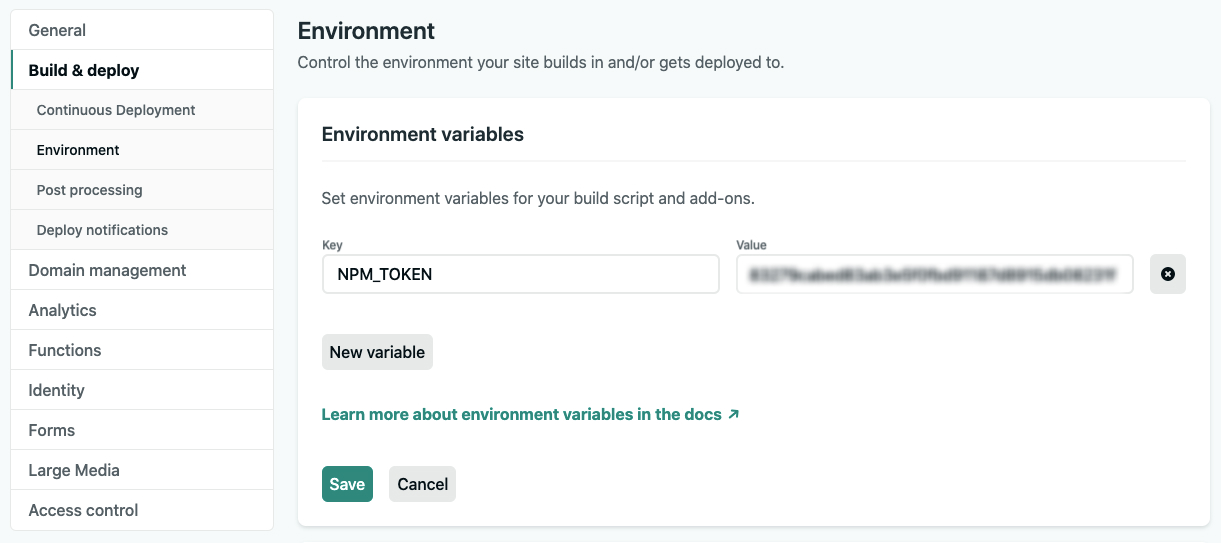 General
Build & deploy
Continuous Deployment
Environment
Post processing
Deploy notifications
Domain management
Analytics
Functions
Identity
Forms
Large Media
Access control
Environment
Control the environment your site builds in and/or gets deployed to.
Environment variables
Set environment variables for your build script and add-ons.
Key
Value
NPM_TOKEN
New variable
Learn more about environment variables in the docs ↗
Save
Cancel